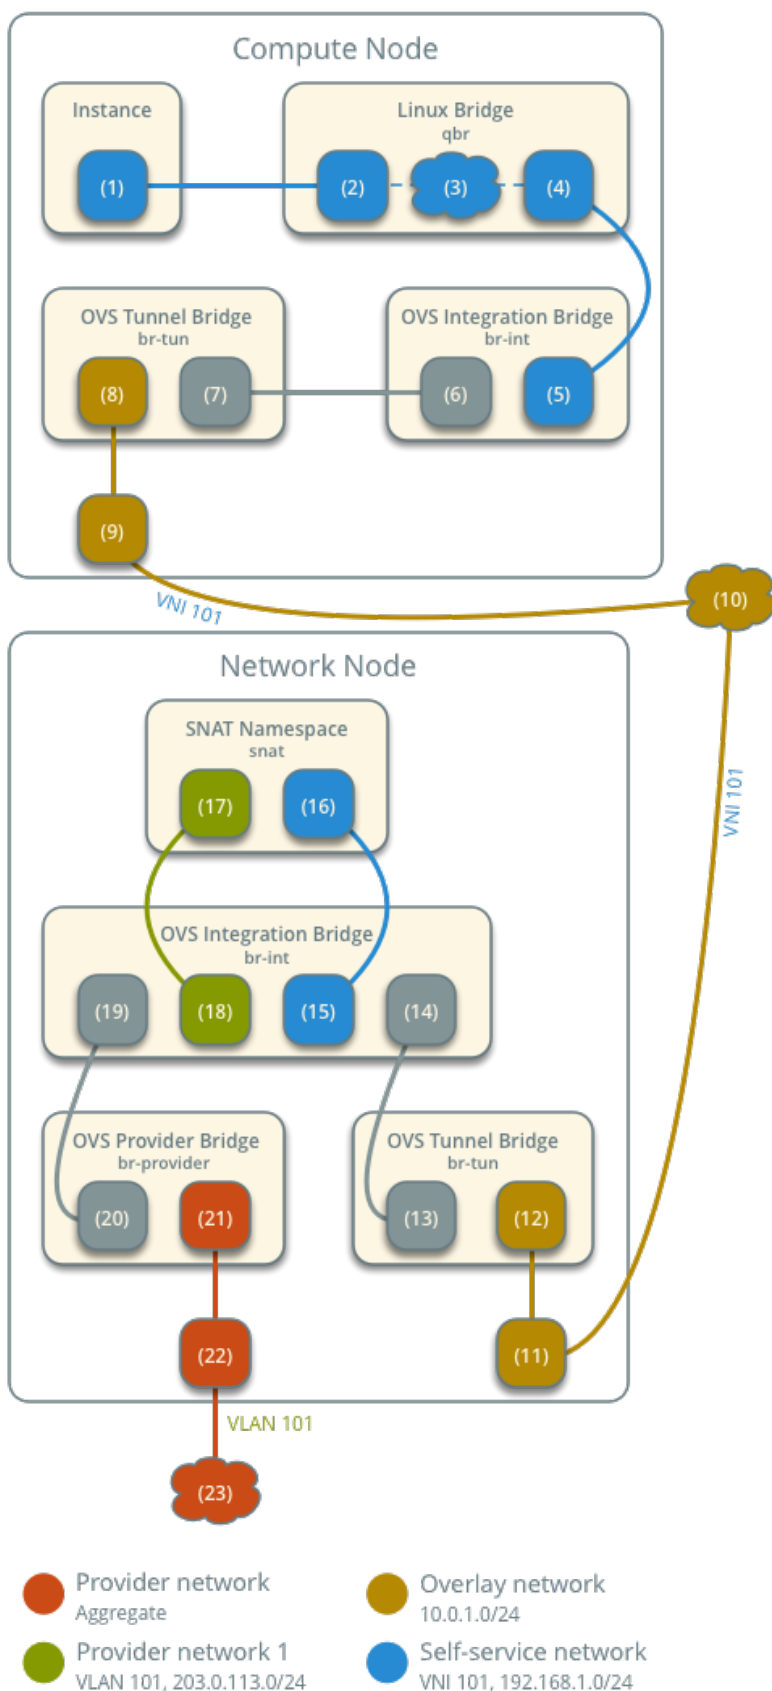 Compute Node
Instance
Linux Bridge
qbr
(1)
(2)
(3)
(4)
OVS Tunnel Bridge
br-tun
OVS Integration Bridge
br-int
(8)
(7)
(6)
(5)
(9)
VNI 101
(10)
Network Node
SNAT Namespace
snat
(17)
(16)
VNI 101
OVS Integration Bridge
br-int
(19)
(18)
(15)
(14)
OVS Provider Bridge
br-provider
OVS Tunnel Bridge
br-tun
(20)
(21)
(13)
(12)
(22)
(11)
VLAN 101
(23)
Provider network
Aggregate
Overlay network
10.0.1.0/24
Provider network 1
VLAN 101, 203.0.113.0/24
Self-service network
VNI 101, 192.168.1.0/24